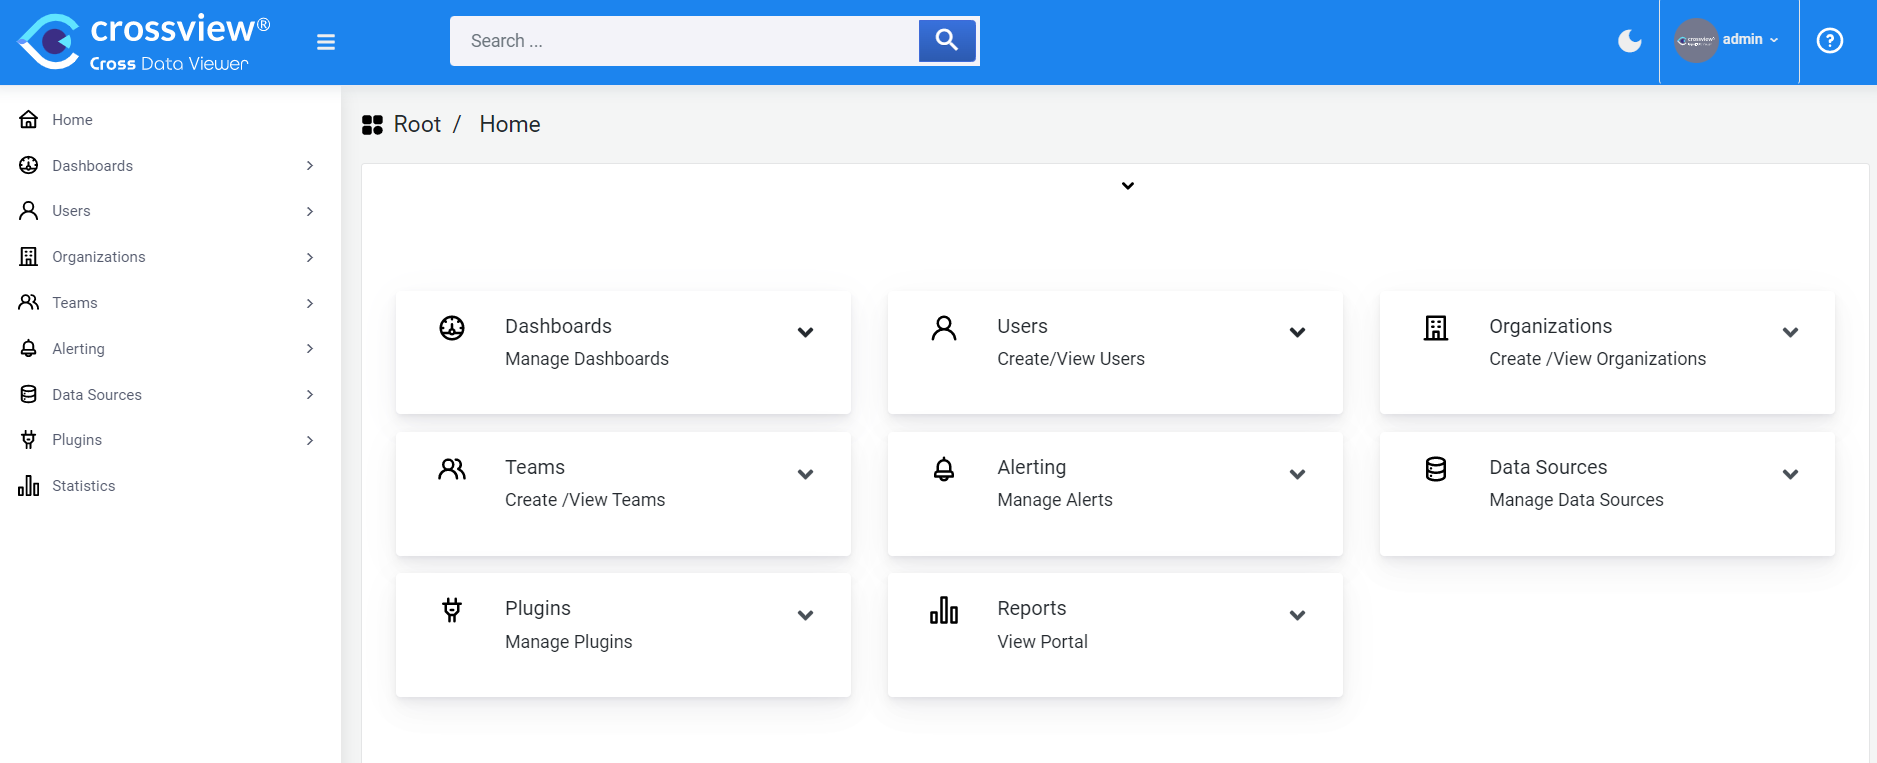 crossview®
Cross Data Viewer
Search ...
admin
Home
Dashboards
Users
Organizations
Teams
Alerting
Data Sources
Plugins
Statistics
Root / Home
Dashboards
Manage Dashboards
Users
Create/View Users
Organizations
Create /View Organizations
Teams
Create /View Teams
Alerting
Manage Alerts
Data Sources
Manage Data Sources
Plugins
Manage Plugins
Reports
View Portal